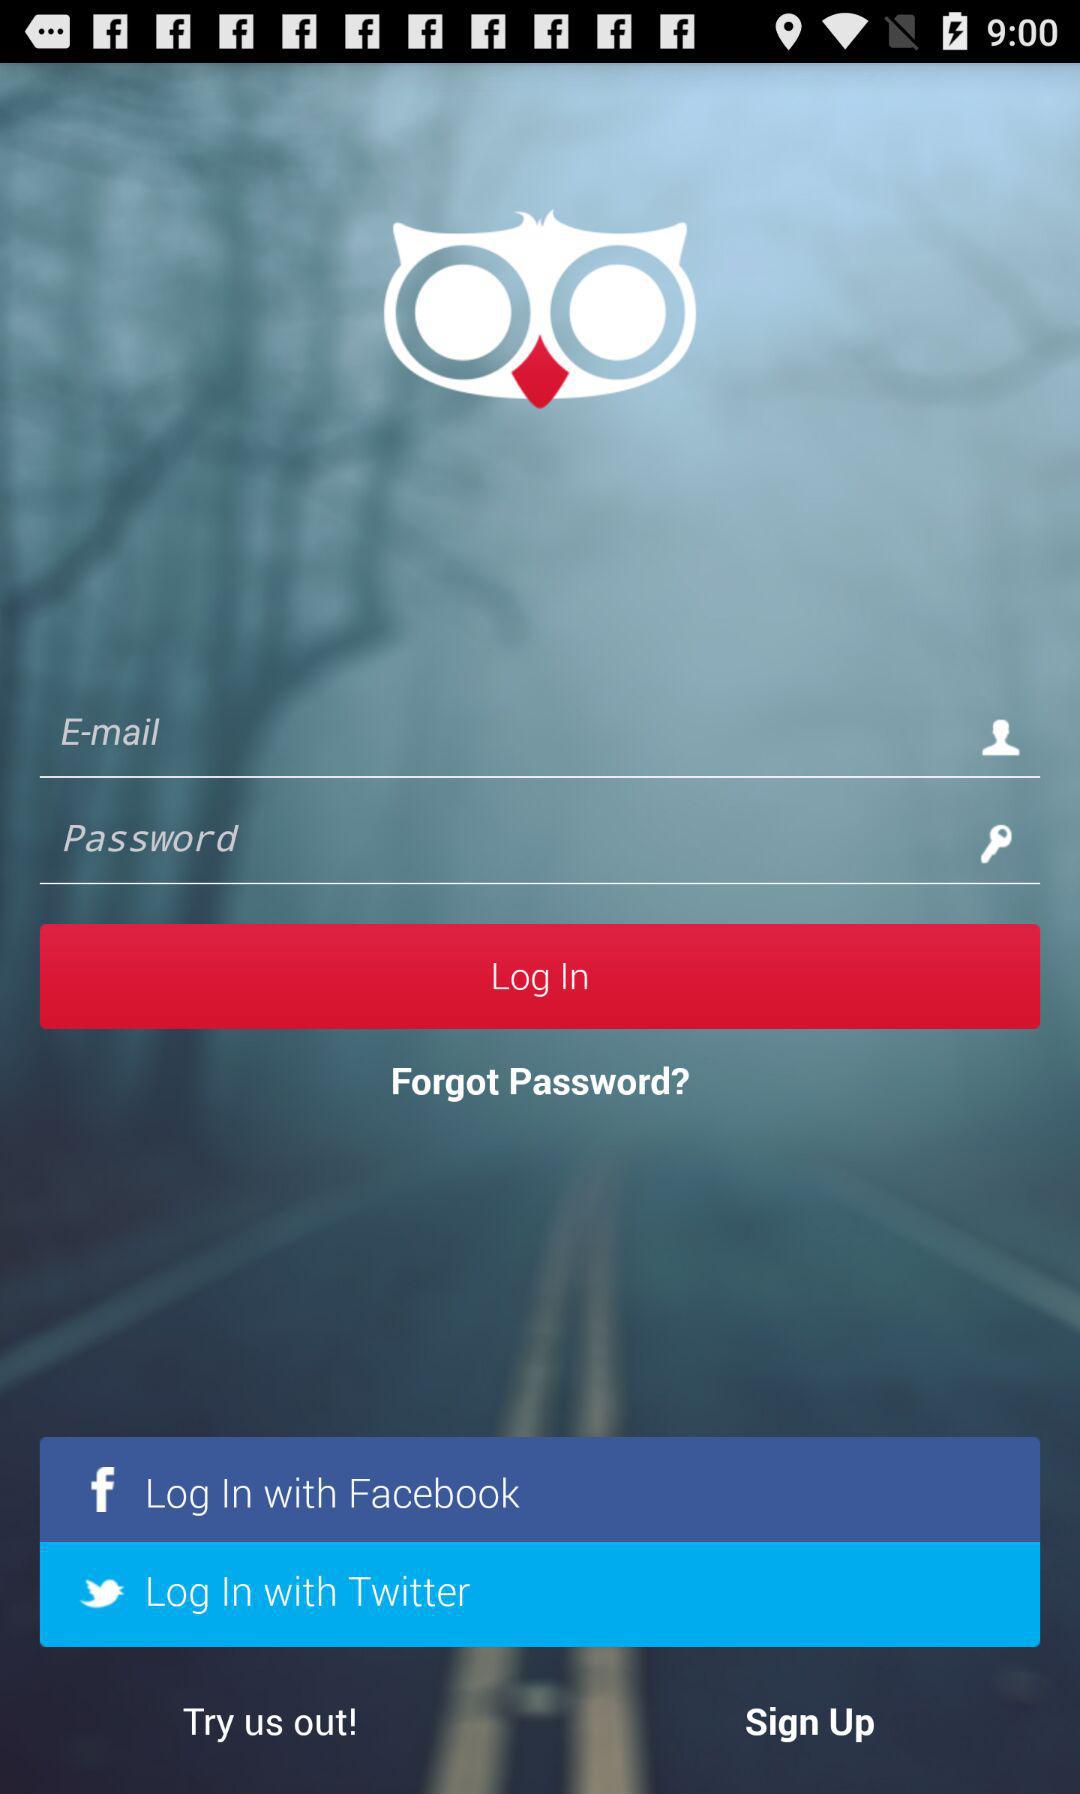 9:00
E-mail
Password
Log In
Forgot Password?
Log In with Facebook
Log In with Twitter
Try us out!
Sign Up